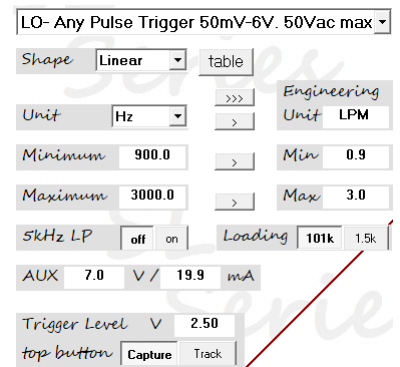 LO- Any Pulse Trigger 50mV-6V. 50Vac max
Shape Linear table
>>> Engineering
Unit Hz > Unit LPM
Minimum 900.0 > Min 0.9
Maximum 3000.0 > Max 3.0
5kHz LP off on Loading 101k 1.5k
AUX 7.0 V / 19.9 mA
Trigger Level V 2.50
top button Capture Track
Series
Series